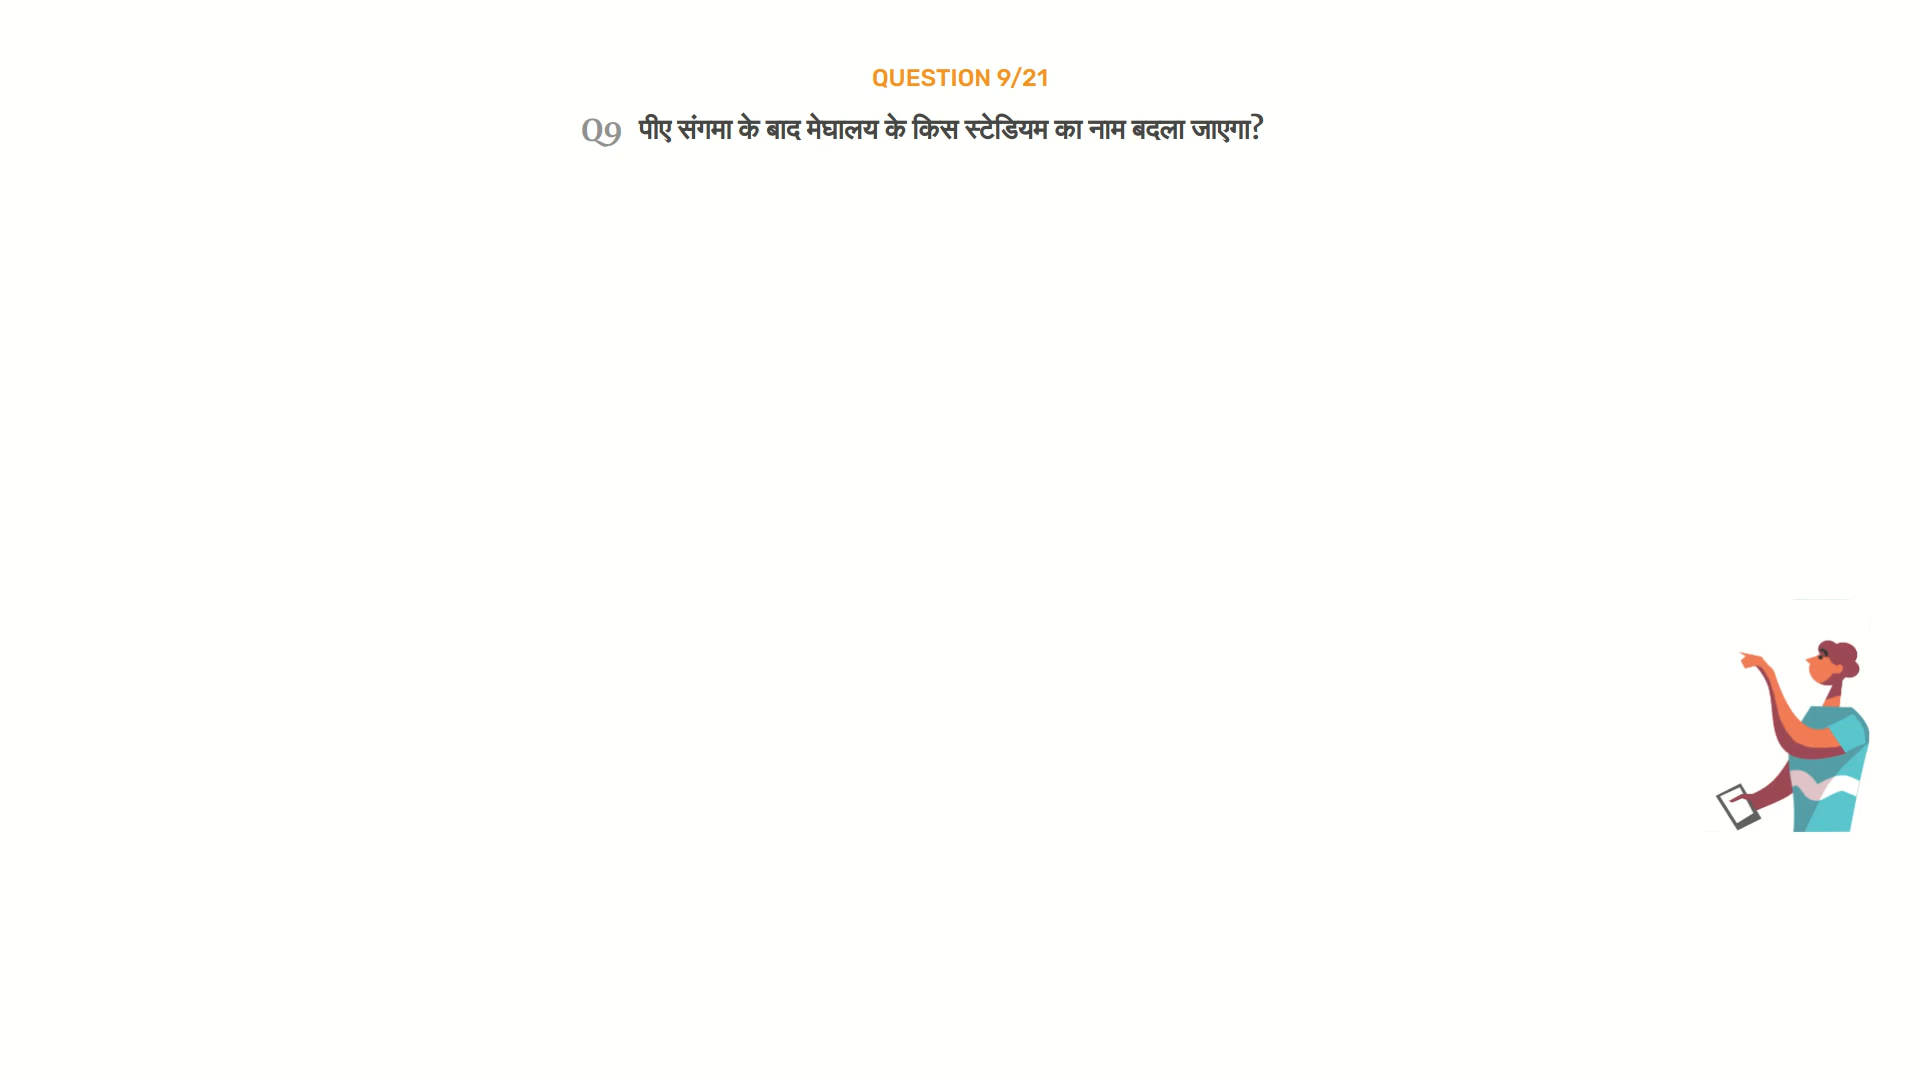 QUESTION 9/21
Q9 पीए संगमा के बाद मेघालय के किस स्टेडियम का नाम बदला जाएगा?